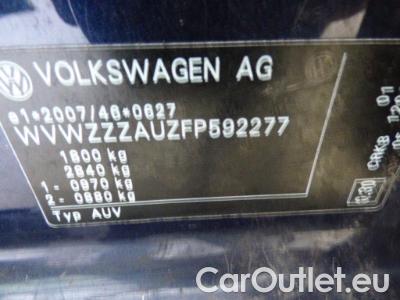 VOLKSWAGEN AG
e1*2007/46*0627
WVWZZZAUZFP592277
1800 kg
2840 kg
1- 0970 kg
2- 0880 kg
Typ AUV
CarOutlet.eu